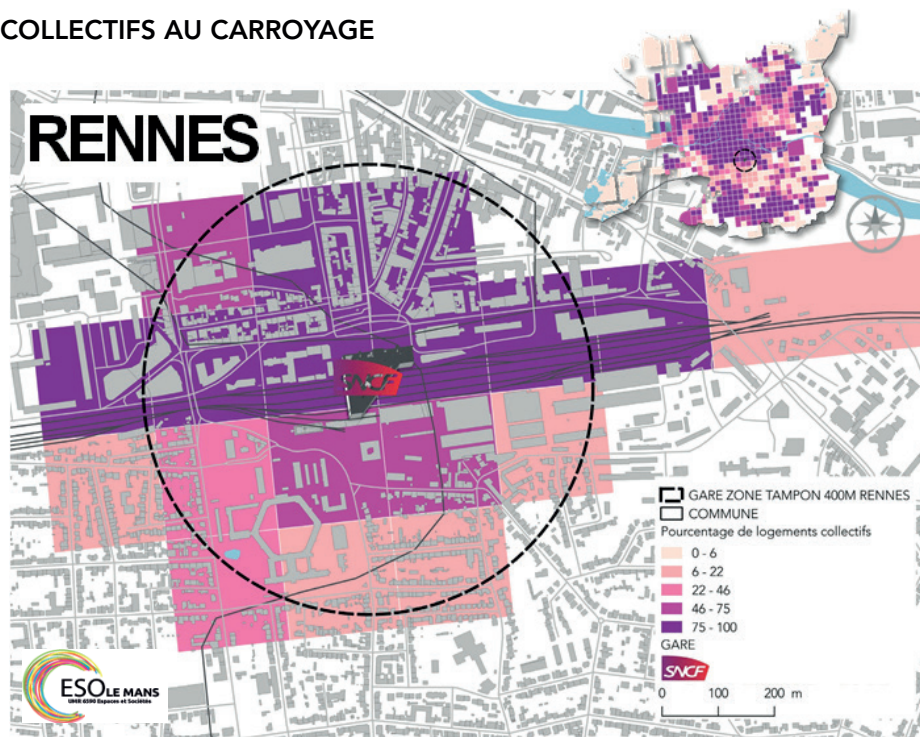 COLLECTIFS AU CARROYAGE
RENNES
SNCF
GARE ZONE TAMPON 400M RENNES
COMMUNE
Pourcentage de logements collectifs
0 - 6
6 - 22
22 - 46
46 - 75
75 - 100
GARE
SNCF
0 100 200 m
ESO LE MANS
UMR 6590 Espaces et Sociétés